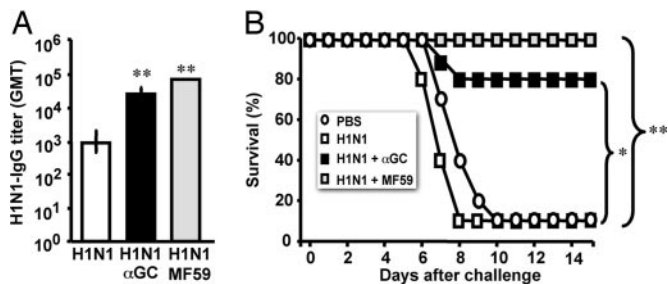 A
H1N1-IgG titer (GMT)
10⁶
10⁵
10⁴
10³
10²
10¹
10⁰
**
**
H1N1
H1N1
αGC
H1N1
MF59
B
Survival (%)
100
80
60
40
20
0
PBS
H1N1
H1N1 + αGC
H1N1 + MF59
*
**
0 2 4 6 8 10 12 14
Days after challenge